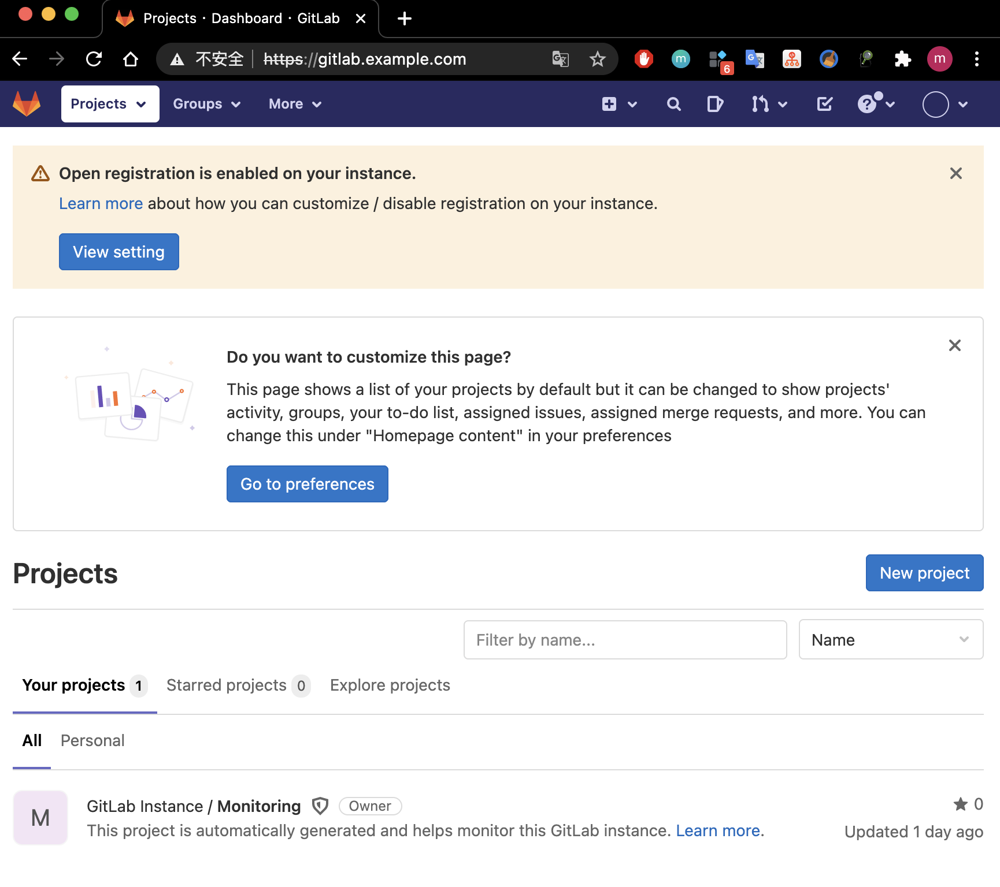 Projects · Dashboard · GitLab
不安全 https://gitlab.example.com
m
6
m
Projects Groups More
Open registration is enabled on your instance.
Learn more about how you can customize / disable registration on your instance.
View setting
Do you want to customize this page?
This page shows a list of your projects by default but it can be changed to show projects'
activity, groups, your to-do list, assigned issues, assigned merge requests, and more. You can
change this under "Homepage content" in your preferences
Go to preferences
Projects
New project
Filter by name...
Name
Your projects 1 Starred projects 0 Explore projects
All Personal
M
GitLab Instance / Monitoring Owner
0
This project is automatically generated and helps monitor this GitLab instance. Learn more.
Updated 1 day ago